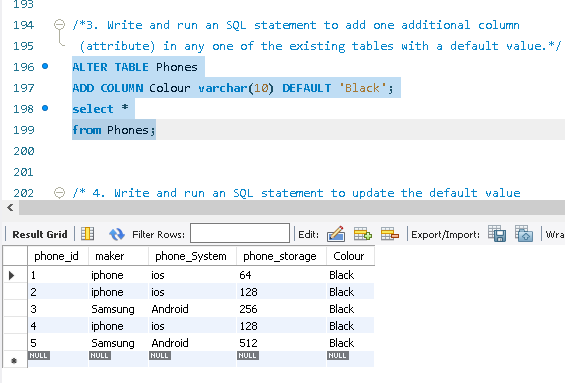 193
194 /*3. Write and run an SQL statement to add one additional column
195 (attribute) in any one of the existing tables with a default value.*/
196 ALTER TABLE Phones
197 ADD COLUMN Colour varchar(10) DEFAULT 'Black';
198 select *
199 from Phones;
200
201
202 /* 4. Write and run an SQL statement to update the default value
Result Grid Filter Rows: Edit: Export/Import: Wra
phone_id maker phone_System phone_storage Colour
1 iphone ios 64 Black
2 iphone ios 128 Black
3 Samsung Android 256 Black
4 iphone ios 128 Black
5 Samsung Android 512 Black
NULL NULL NULL NULL NULL